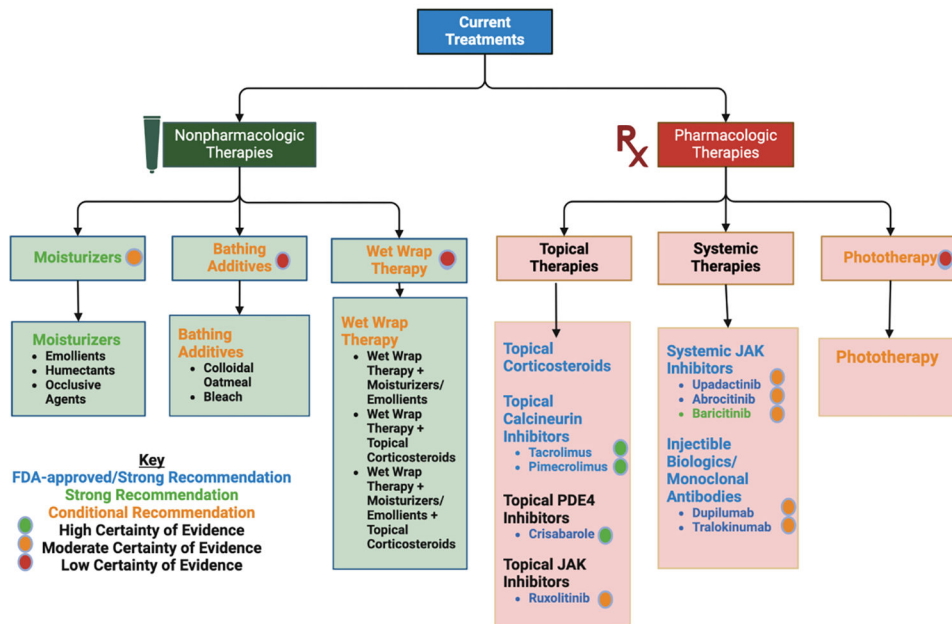 Current
Treatments
Nonpharmacologic
Therapies
Rx
Pharmacologic
Therapies
Moisturizers
Bathing
Additives
Wet Wrap
Therapy
Topical
Therapies
Systemic
Therapies
Phototherapy
Moisturizers
• Emollients
• Humectants
• Occlusive
Agents
Bathing
Additives
• Colloidal
Oatmeal
• Bleach
Wet Wrap
Therapy
• Wet Wrap
Therapy + Moisturizers/
Emollients
• Wet Wrap
Therapy + Topical
Corticosteroids
• Wet Wrap
Therapy + Moisturizers/
Emollients + Topical
Corticosteroids
Topical
Corticosteroids
Topical
Calcineurin
Inhibitors
• Tacrolimus
• Pimecrolimus
Topical PDE4
Inhibitors
• Crisabarole
Topical JAK
Inhibitors
• Ruxolitinib
Systemic JAK
Inhibitors
• Upadactinib
• Abrocitinib
• Baricitinib
Injectible
Biologics/
Monoclonal
Antibodies
• Dupilumab
• Tralokinumab
Phototherapy
Key
FDA-approved/Strong Recommendation
Strong Recommendation
Conditional Recommendation
High Certainty of Evidence
Moderate Certainty of Evidence
Low Certainty of Evidence